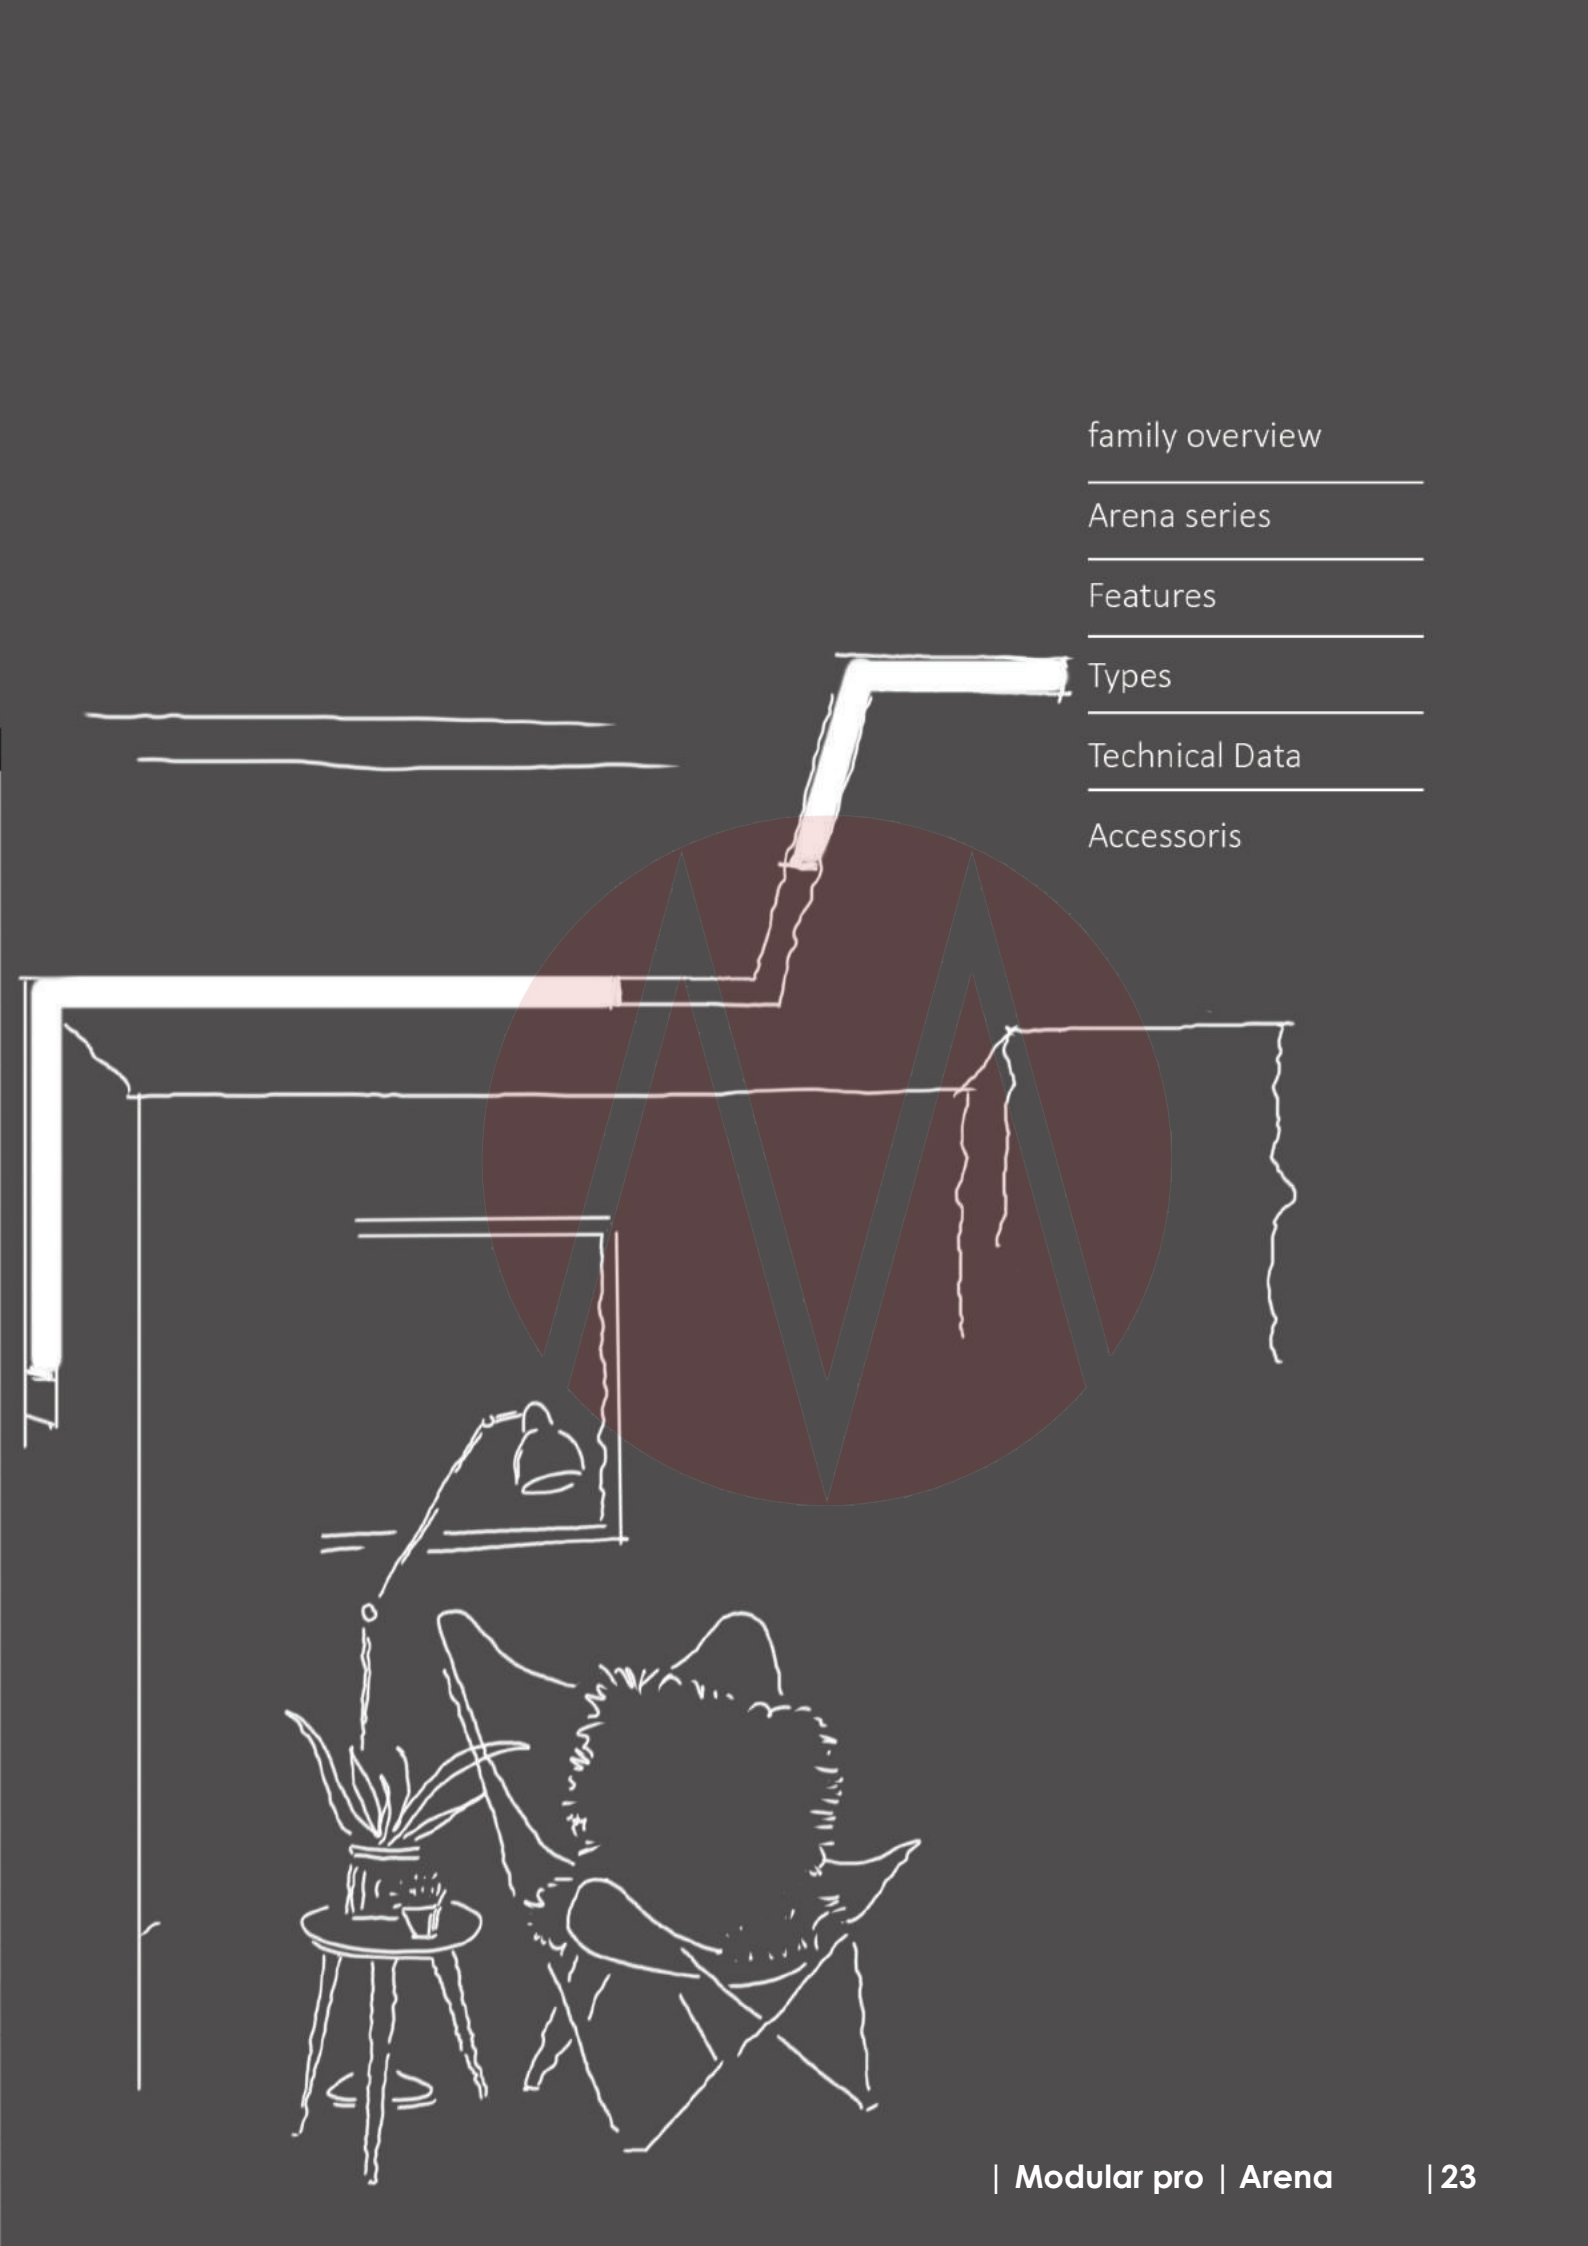 family overview
Arena series
Features
Types
Technical Data
Accessoris
| Modular pro | Arena |23